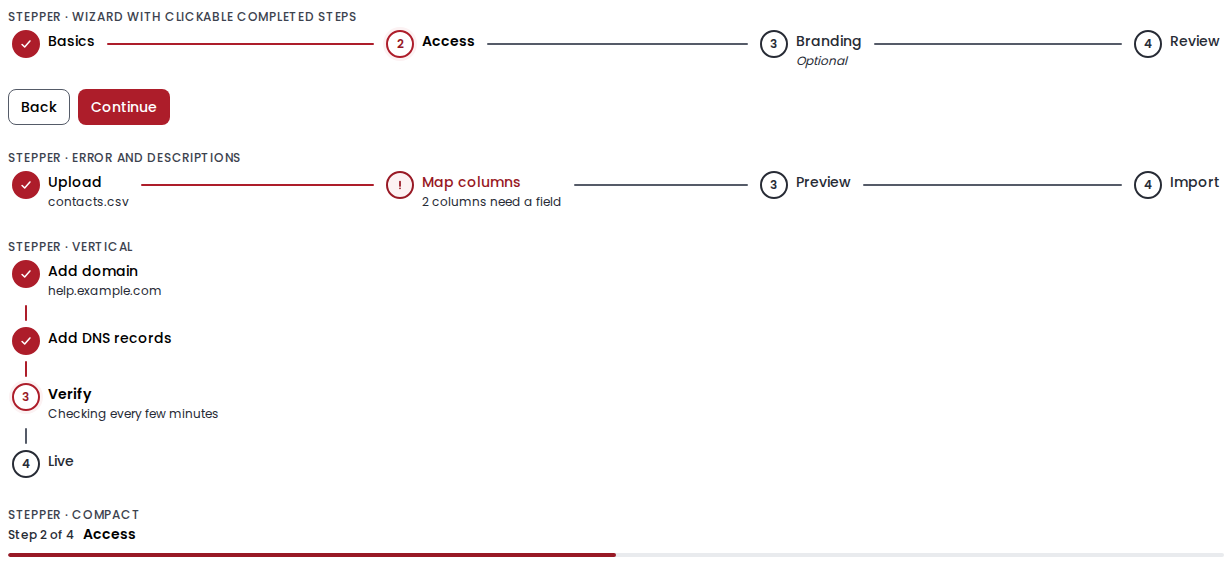 STEPPER · WIZARD WITH CLICKABLE COMPLETED STEPS
Basics 2 Access 3 Branding 4 Review
Optional
Back Continue
STEPPER · ERROR AND DESCRIPTIONS
Upload ! Map columns 3 Preview 4 Import
contacts.csv 2 columns need a field
STEPPER · VERTICAL
Add domain
help.example.com
Add DNS records
3 Verify
Checking every few minutes
4 Live
STEPPER · COMPACT
Step 2 of 4 Access